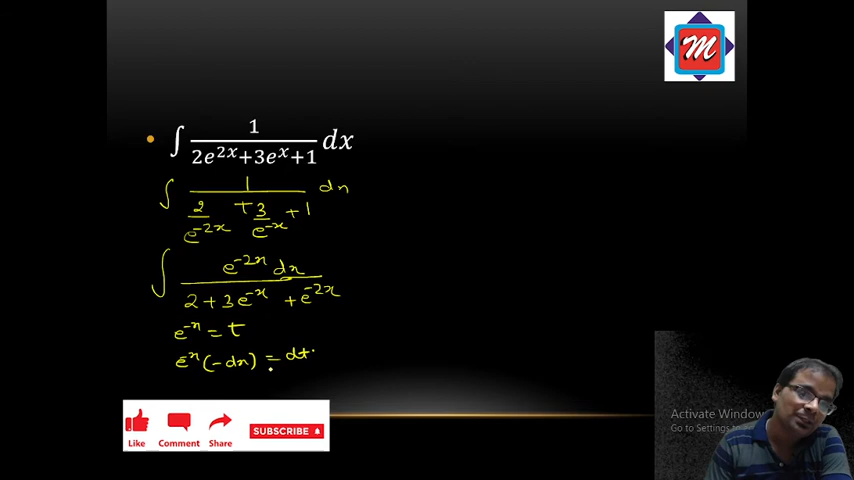 M
• ∫ 1/(2e^{2x}+3e^{x}+1) dx
∫ 1/(2/e^{-2x} + 3/e^{-x} + 1) dx
∫ e^{-2x} dx/(2 + 3e^{-x} + e^{-2x})
e^{-x} = t
e^{-x}(-dx) = dt
Like Comment Share SUBSCRIBE
Activate Window
Go to Settings to